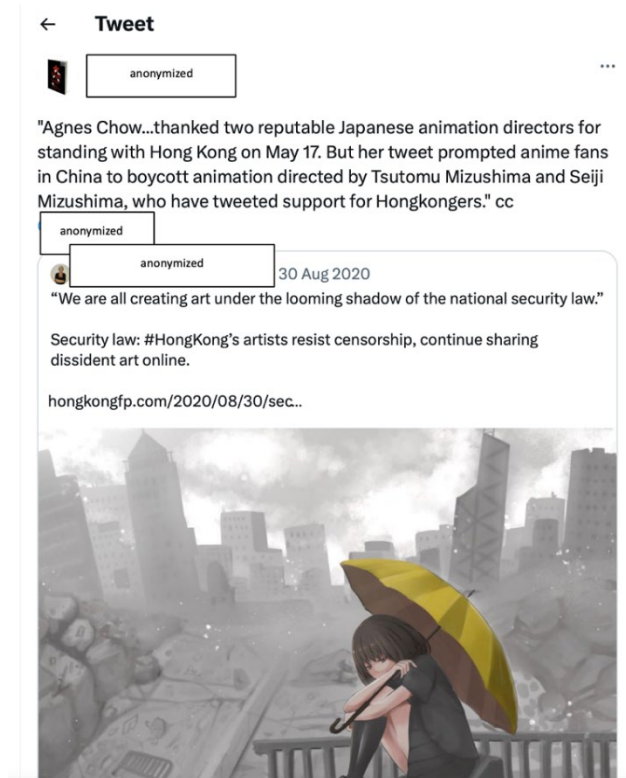 Tweet
anonymized
"Agnes Chow...thanked two reputable Japanese animation directors for
standing with Hong Kong on May 17. But her tweet prompted anime fans
in China to boycott animation directed by Tsutomu Mizushima and Seiji
Mizushima, who have tweeted support for Hongkongers." cc
anonymized
anonymized
30 Aug 2020
“We are all creating art under the looming shadow of the national security law.”
Security law: #HongKong’s artists resist censorship, continue sharing
dissident art online.
hongkongfp.com/2020/08/30/sec...